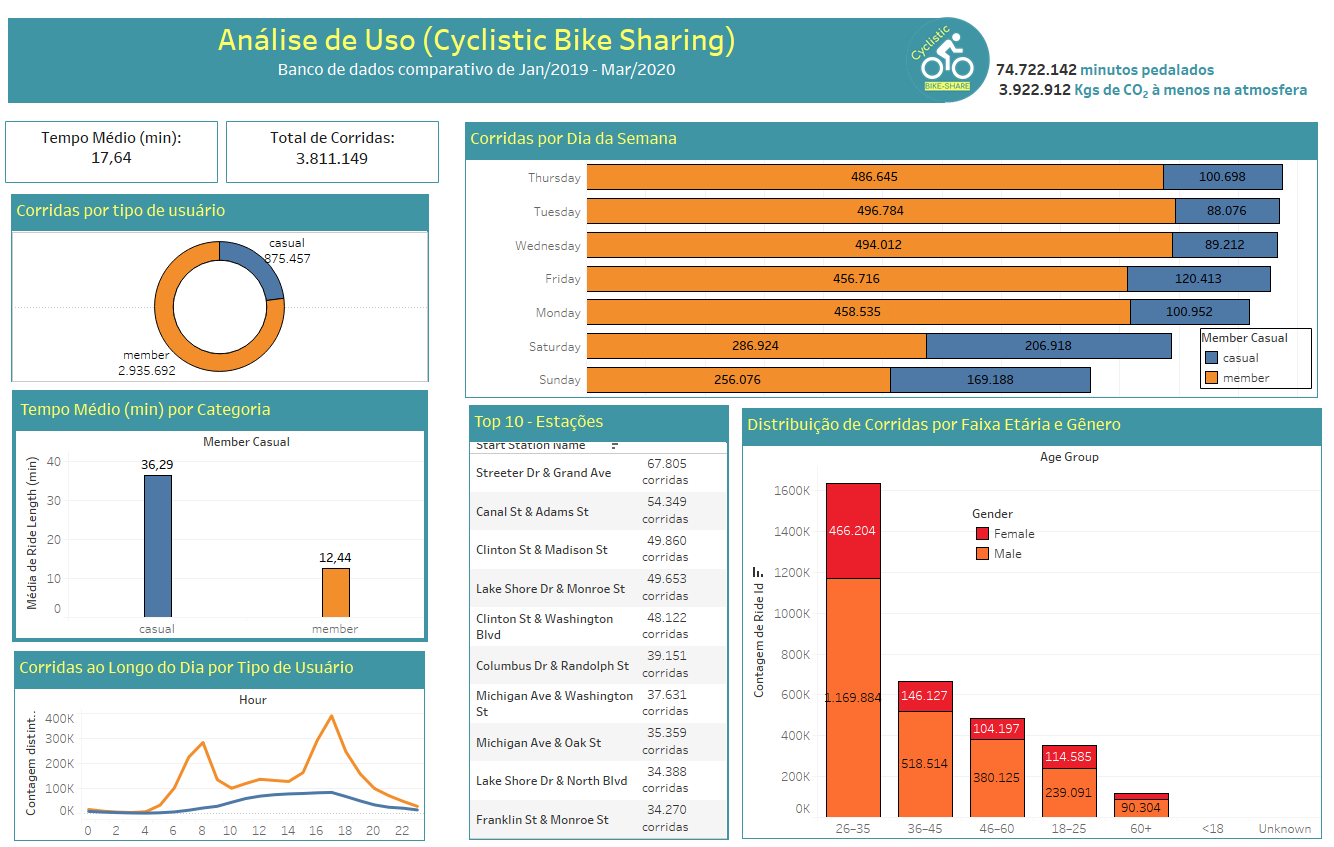 Análise de Uso (Cyclistic Bike Sharing)
Banco de dados comparativo de Jan/2019 - Mar/2020
Cyclistic
BIKE-SHARE
74.722.142 minutos pedalados
3.922.912 Kgs de CO₂ à menos na atmosfera
Tempo Médio (min):
17,64
Total de Corridas:
3.811.149
Corridas por tipo de usuário
casual
875.457
member
2.935.692
Corridas por Dia da Semana
Thursday 486.645 100.698
Tuesday 496.784 88.076
Wednesday 494.012 89.212
Friday 456.716 120.413
Monday 458.535 100.952
Saturday 286.924 206.918
Sunday 256.076 169.188
Member Casual
casual
member
Tempo Médio (min) por Categoria
Member Casual
Média de Ride Length (min)
40
30
20
10
0
36,29
12,44
casual member
Corridas ao Longo do Dia por Tipo de Usuário
Hour
Contagem distint..
400K
300K
200K
100K
0K
0 2 4 6 8 10 12 14 16 18 20 22
Top 10 - Estações
Start Station Name
Streeter Dr & Grand Ave
67.805
corridas
Canal St & Adams St
54.349
corridas
Clinton St & Madison St
49.860
corridas
Lake Shore Dr & Monroe St
49.653
corridas
Clinton St & Washington
Blvd
48.122
corridas
Columbus Dr & Randolph St
39.151
corridas
Michigan Ave & Washington
St
37.631
corridas
Michigan Ave & Oak St
35.359
corridas
Lake Shore Dr & North Blvd
34.388
corridas
Franklin St & Monroe St
34.270
corridas
Distribuição de Corridas por Faixa Etária e Gênero
Age Group
Contagem de Ride Id
1600K
1400K
1200K
1000K
800K
600K
400K
200K
0K
Gender
Female
Male
466.204
1.169.884
146.127
518.514
104.197
380.125
114.585
239.091
90.304
26–35 36–45 46–60 18–25 60+ <18 Unknown